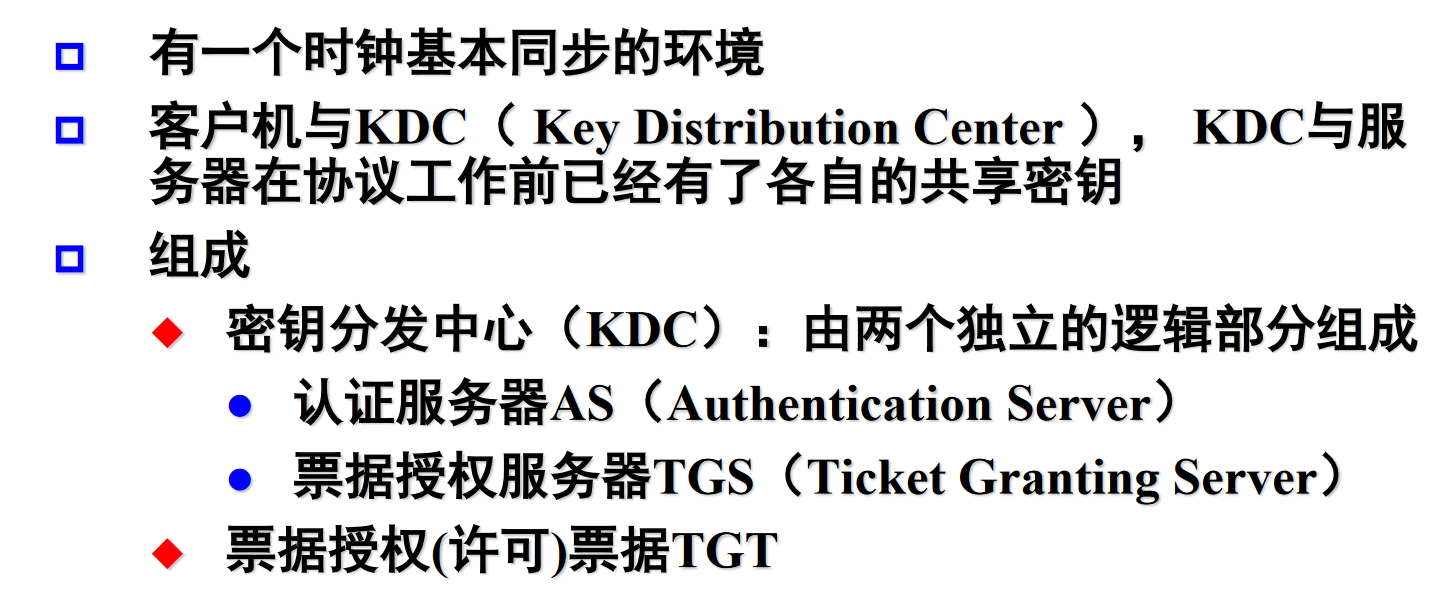 有一个时钟基本同步的环境
客户机与KDC（ Key Distribution Center ）， KDC与服
务器在协议工作前已经有了各自的共享密钥
组成
密钥分发中心（KDC）：由两个独立的逻辑部分组成
认证服务器AS（Authentication Server）
票据授权服务器TGS（Ticket Granting Server）
票据授权(许可)票据TGT